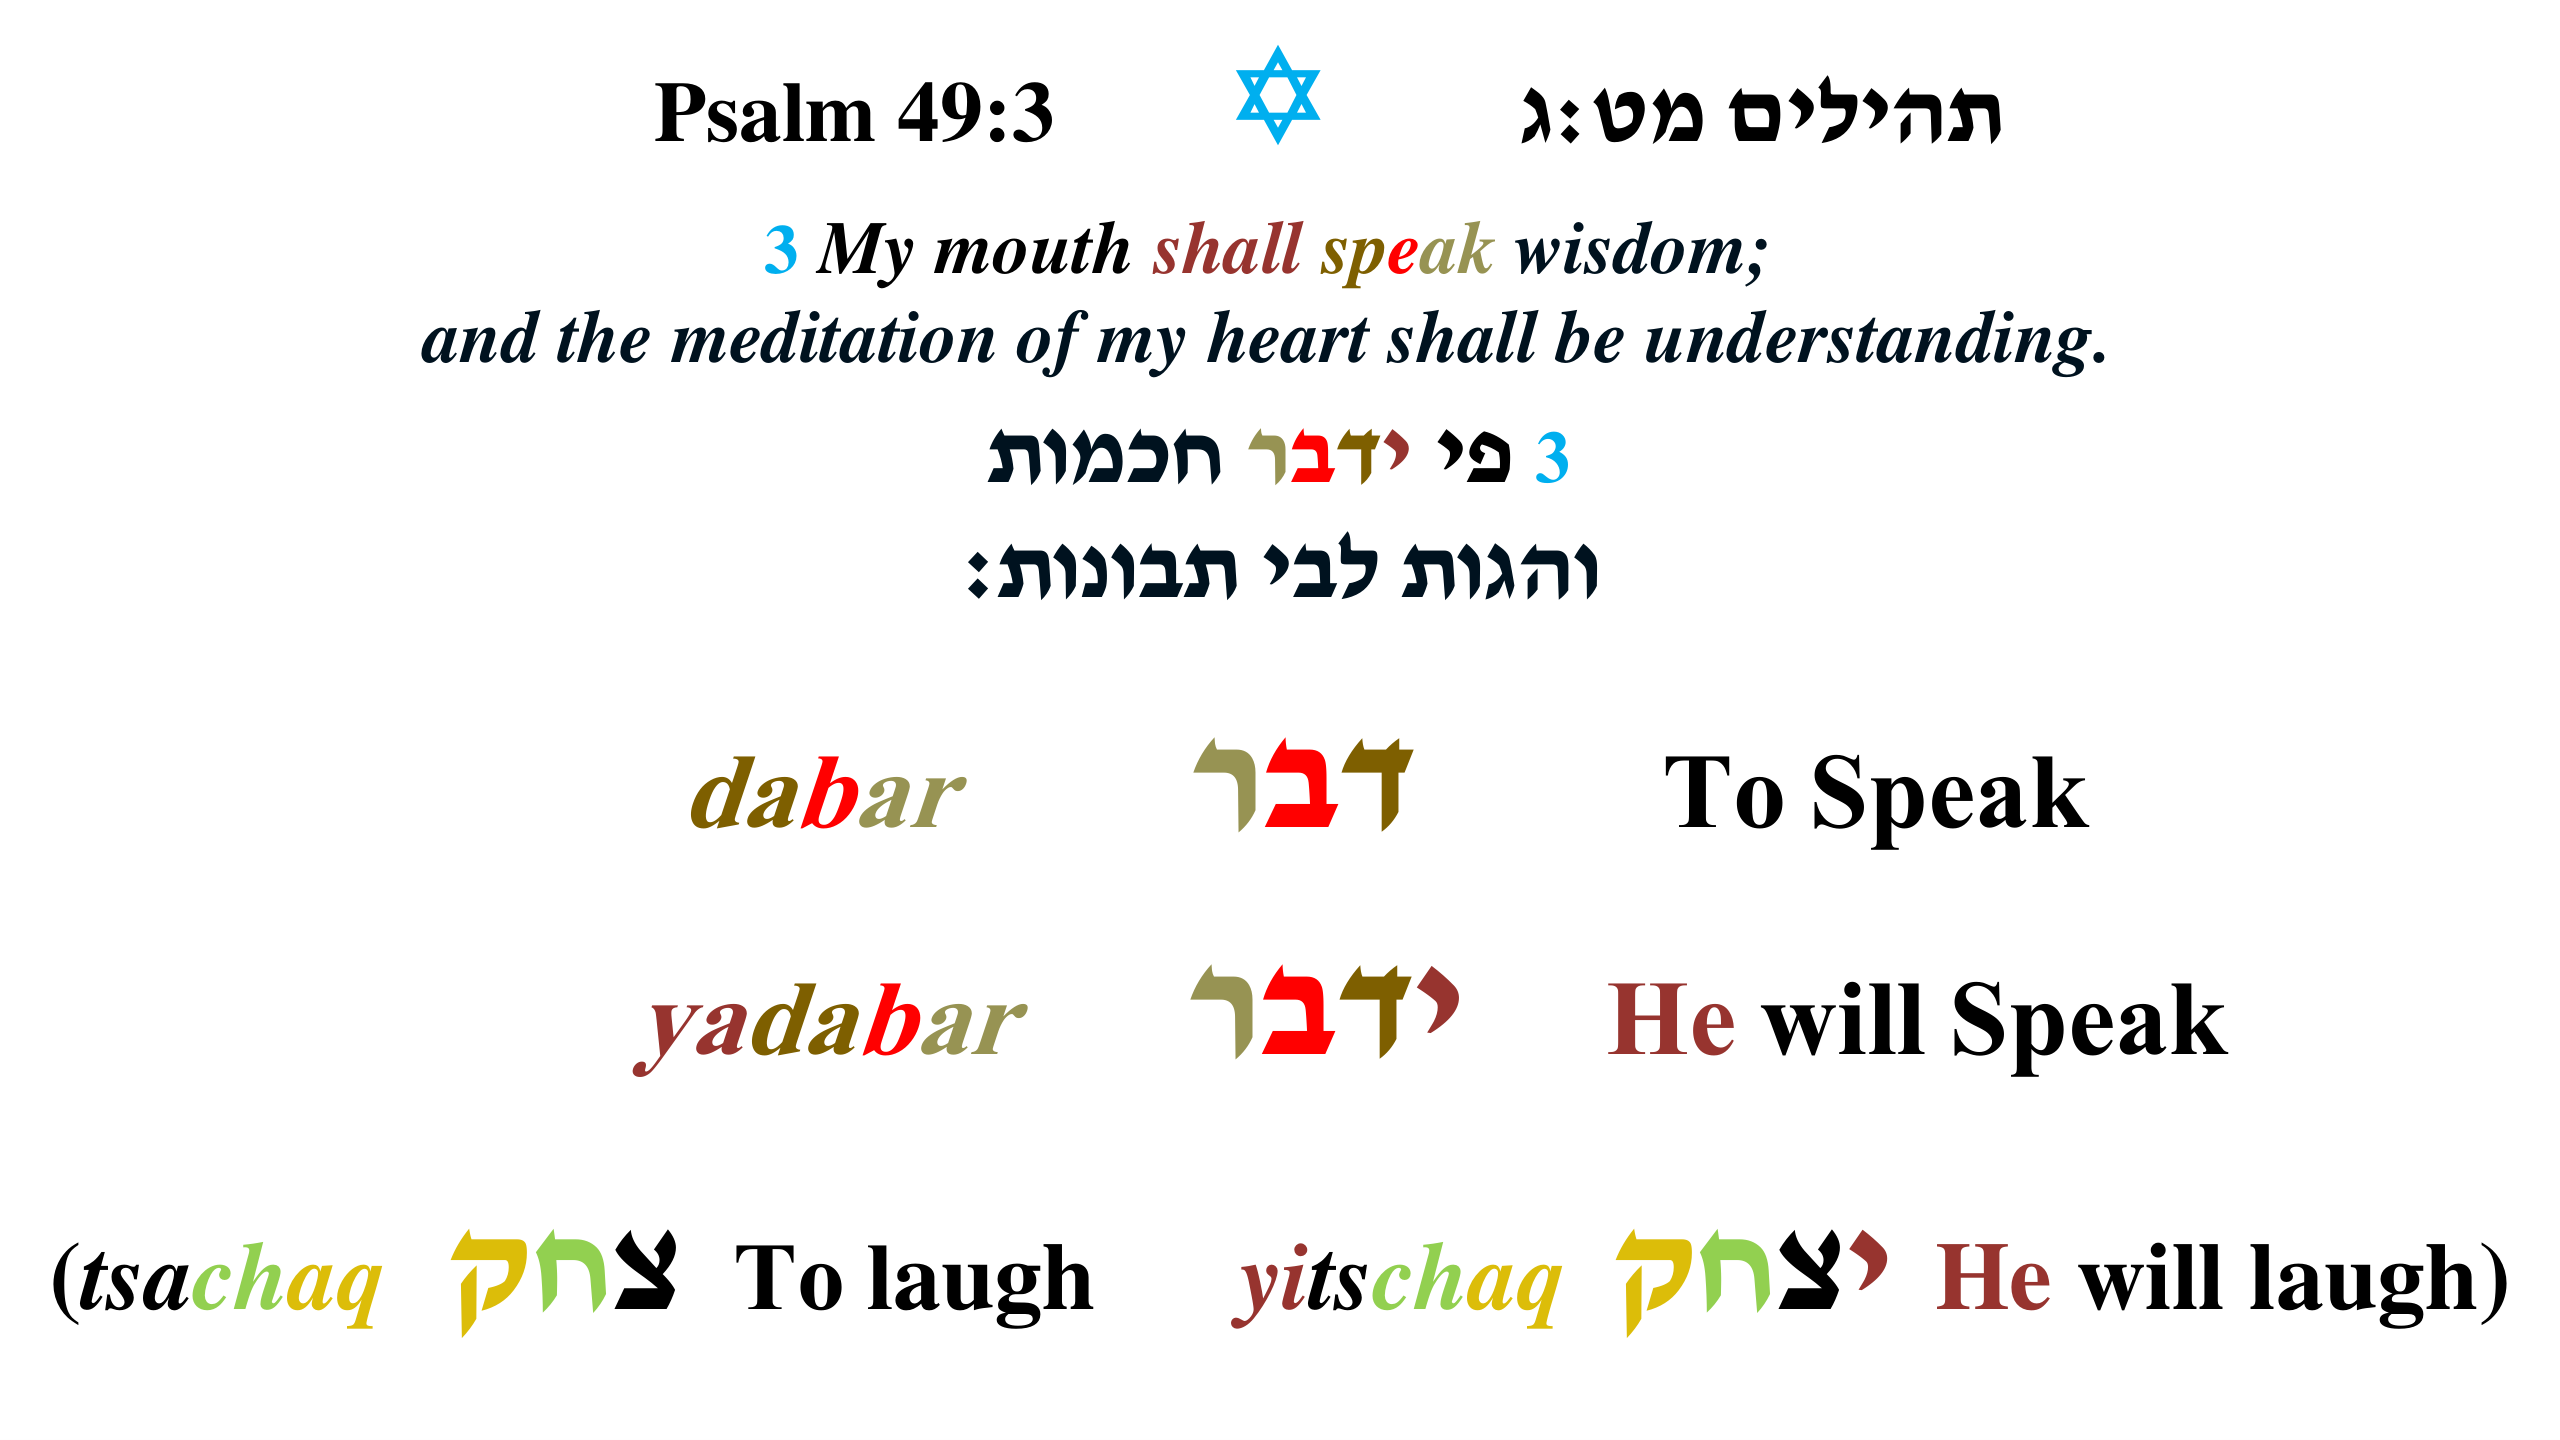 Psalm 49:3 ✡ תהילים מט:ג
3 My mouth shall speak wisdom;
and the meditation of my heart shall be understanding.
3 פי ידבר חכמות
והגות לבי תבונות:
dabar דבר To Speak
yadabar ידבר He will Speak
(tsachaq צחק To laugh yitschaq יצחק He will laugh)